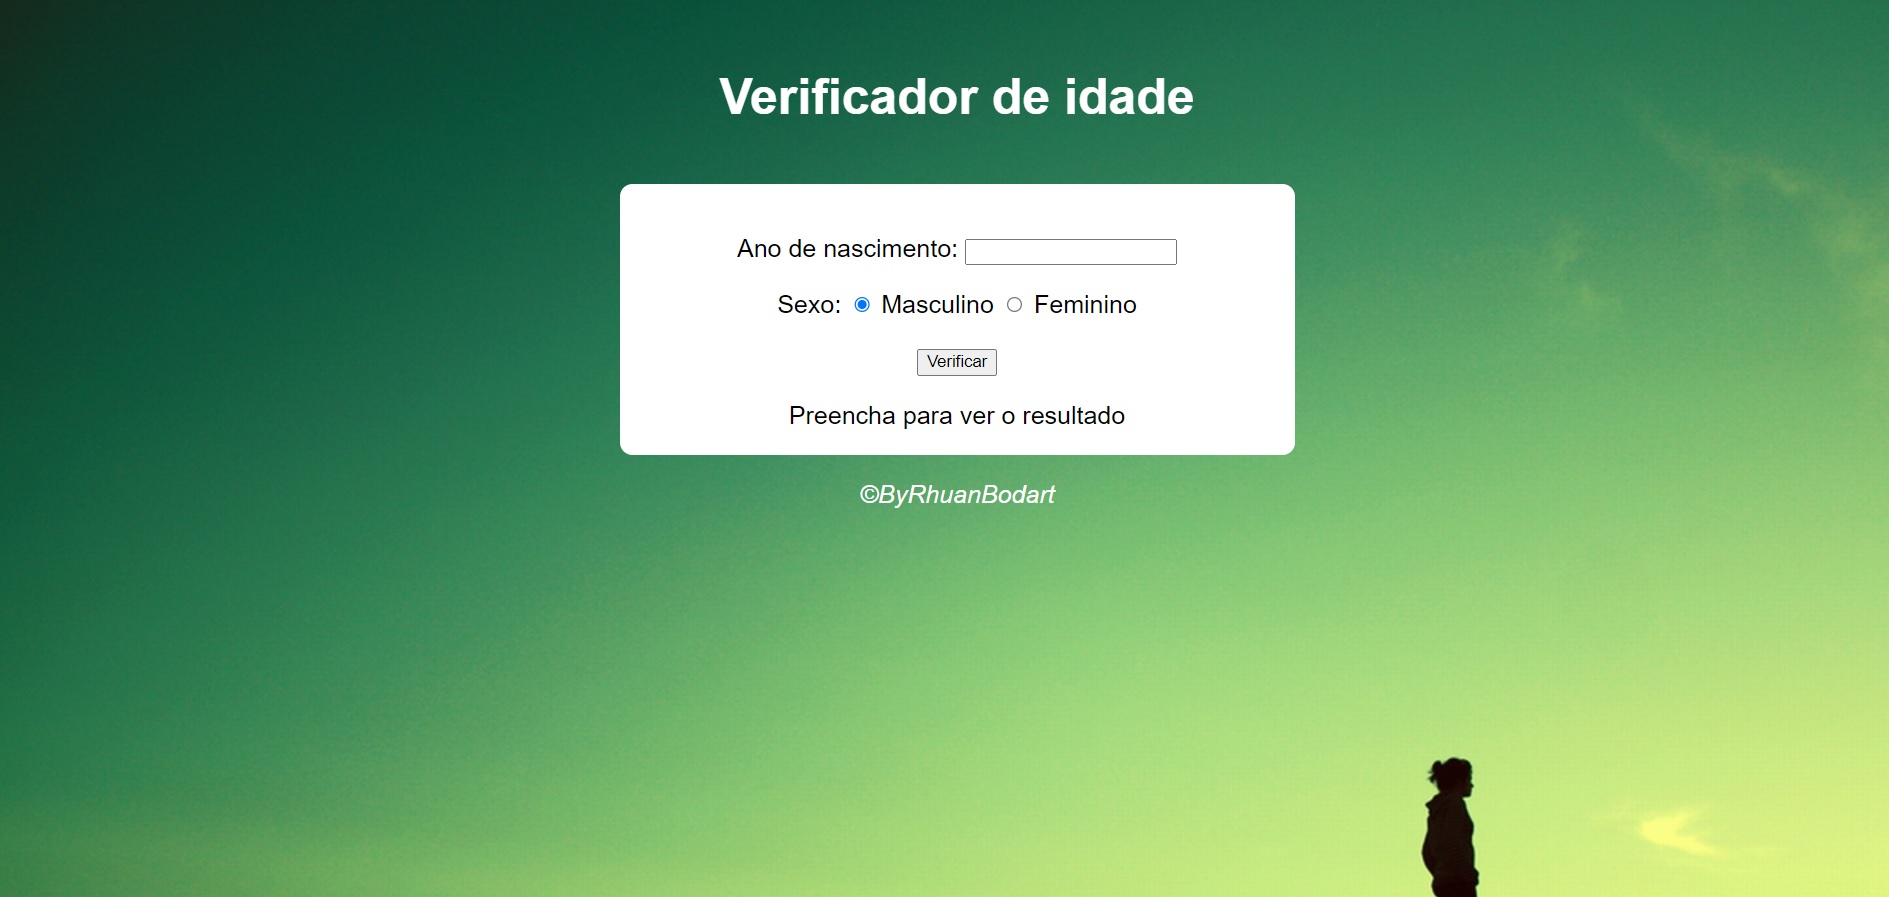 Verificador de idade
Ano de nascimento:
Sexo: Masculino Feminino
Verificar
Preencha para ver o resultado
©ByRhuanBodart